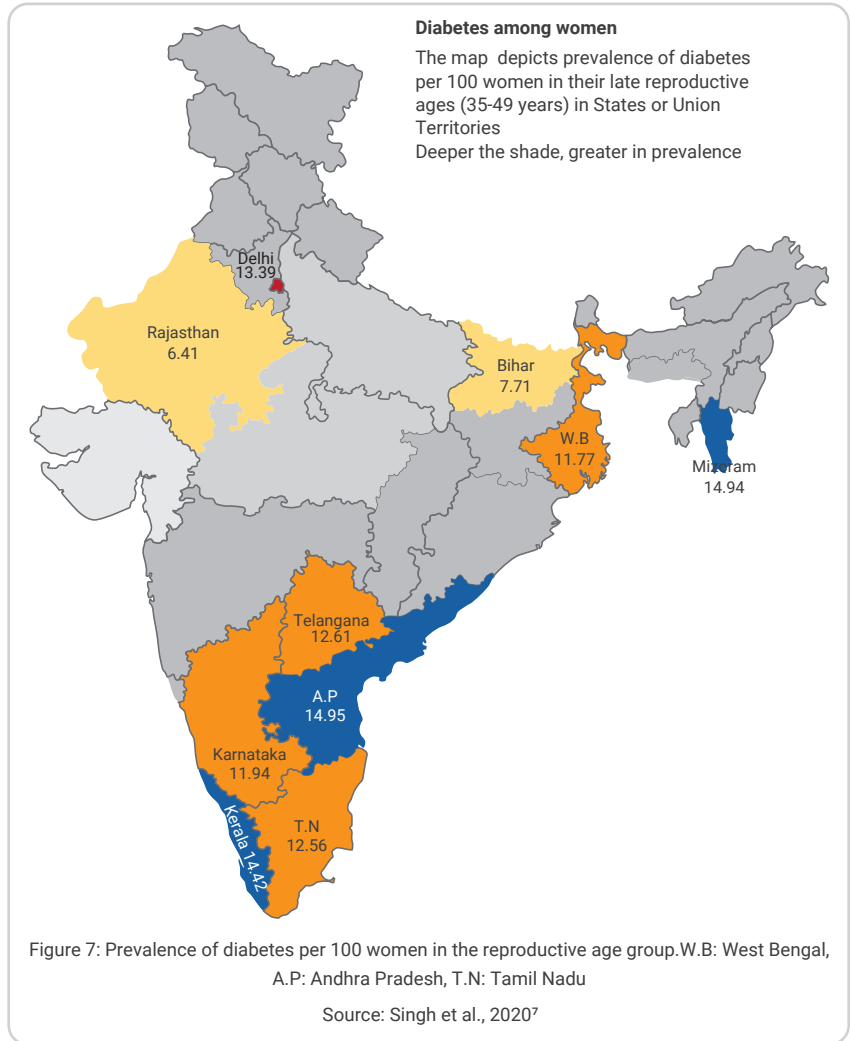 Diabetes among women
The map depicts prevalence of diabetes
per 100 women in their late reproductive
ages (35-49 years) in States or Union
Territories
Deeper the shade, greater in prevalence
Delhi
13.39
Rajasthan
6.41
Bihar
7.71
W.B
11.77
Mizoram
14.94
Telangana
12.61
A.P
14.95
Karnataka
11.94
Kerala 14.42
T.N
12.56
Figure 7: Prevalence of diabetes per 100 women in the reproductive age group.W.B: West Bengal,
A.P: Andhra Pradesh, T.N: Tamil Nadu
Source: Singh et al., 2020⁷